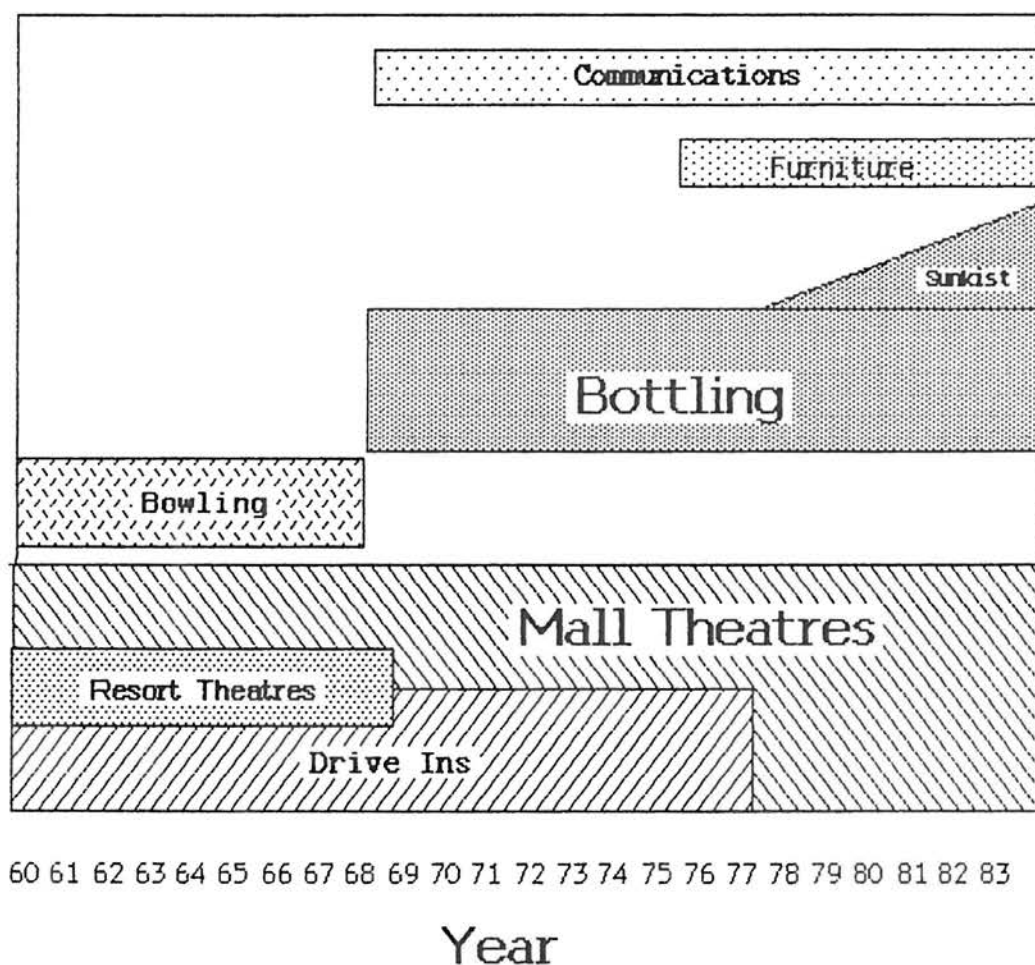 Communications
Furniture
Sunkist
Bottling
Bowling
Mall Theatres
Resort Theatres
Drive Ins
60 61 62 63 64 65 66 67 68 69 70 71 72 73 74 75 76 77 78 79 80 81 82 83
Year